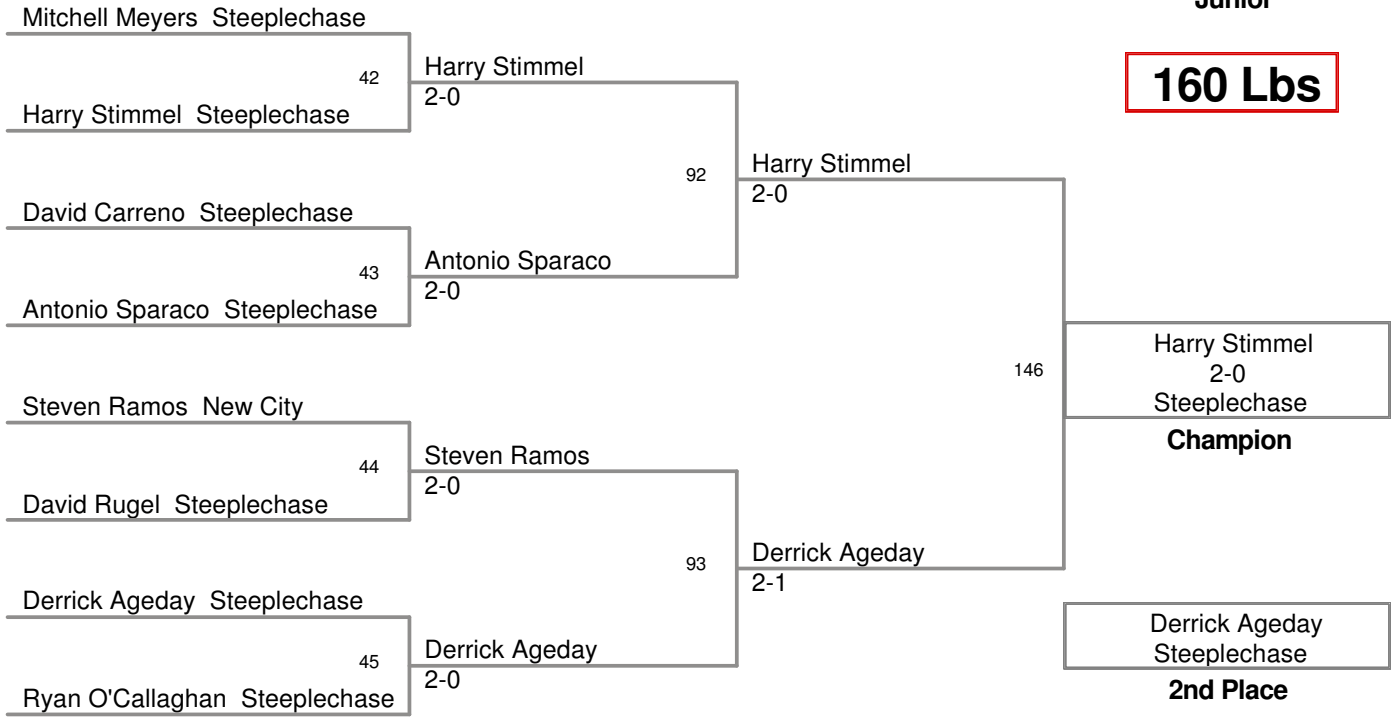 Junior
160 Lbs
Mitchell Meyers  Steeplechase
42
Harry Stimmel  Steeplechase
Harry Stimmel
2-0
David Carreno  Steeplechase
43
Antonio Sparaco  Steeplechase
Antonio Sparaco
2-0
92
Harry Stimmel
2-0
Steven Ramos  New City
44
David Rugel  Steeplechase
Steven Ramos
2-0
Derrick Ageday  Steeplechase
45
Ryan O'Callaghan  Steeplechase
Derrick Ageday
2-0
93
Derrick Ageday
2-1
146
Harry Stimmel
2-0
Steeplechase
Champion
Derrick Ageday
Steeplechase
2nd Place